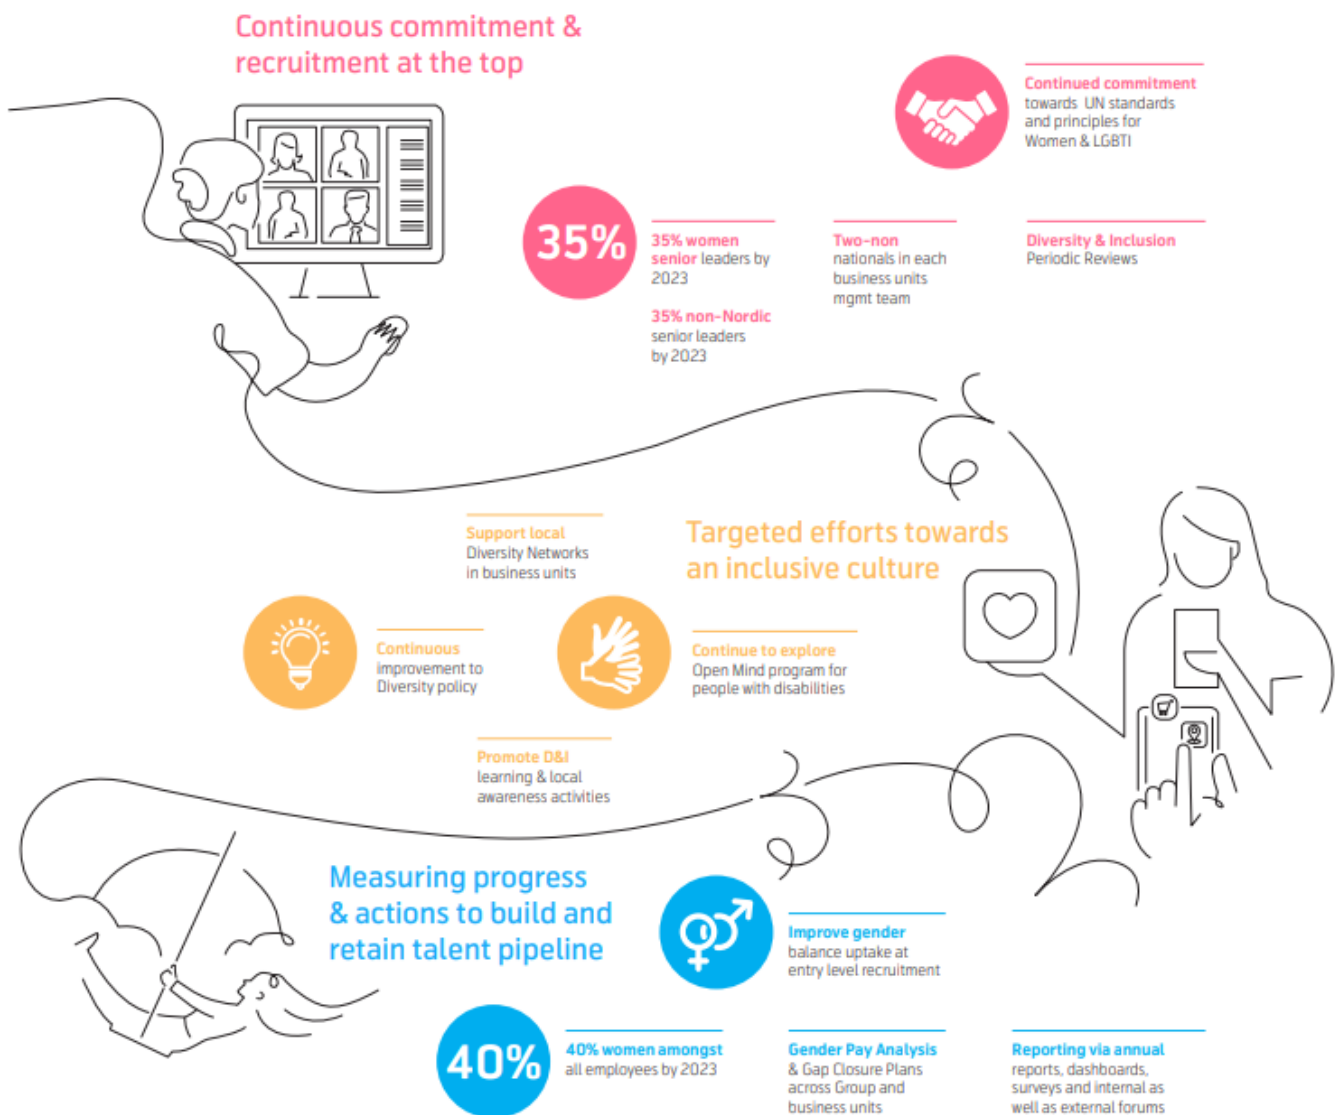 Continuous commitment &
recruitment at the top
Continued commitment
towards UN standards
and principles for
Women & LGBTI
35%
35% women
senior leaders by
2023
35% non-Nordic
senior leaders
by 2023
Two-non
nationals in each
business units
mgmt team
Diversity & Inclusion
Periodic Reviews
Targeted efforts towards
an inclusive culture
Support local
Diversity Networks
in business units
Continuous
improvement to
Diversity policy
Continue to explore
Open Mind program for
people with disabilities
Promote D&I
learning & local
awareness activities
Measuring progress
& actions to build and
retain talent pipeline
Improve gender
balance uptake at
entry level recruitment
40%
40% women amongst
all employees by 2023
Gender Pay Analysis
& Gap Closure Plans
across Group and
business units
Reporting via annual
reports, dashboards,
surveys and internal as
well as external forums